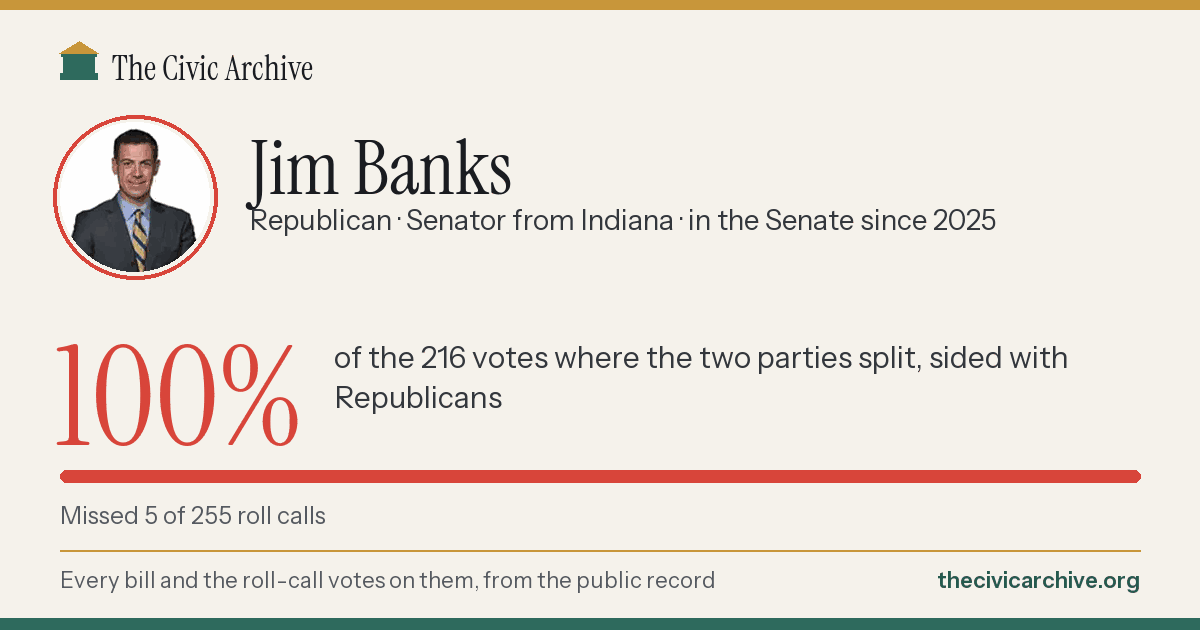 The Civic Archive
Jim Banks
Republican · Senator from Indiana · in the Senate since 2025
100%
of the 216 votes where the two parties split, sided with
Republicans
Missed 5 of 255 roll calls
Every bill and the roll-call votes on them, from the public record
thecivicarchive.org